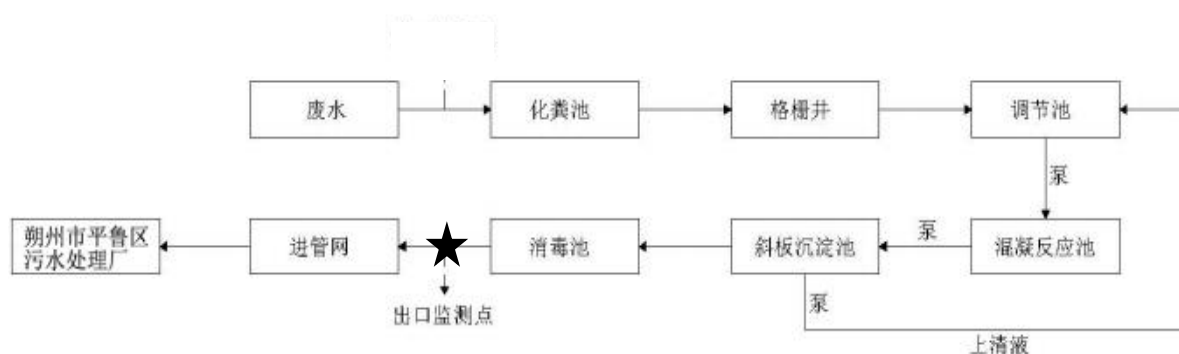 废水
化粪池
格栅井
调节池
泵
朔州市平鲁区
污水处理厂
进管网
消毒池
斜板沉淀池
泵
混凝反应池
出口监测点
泵
上清液